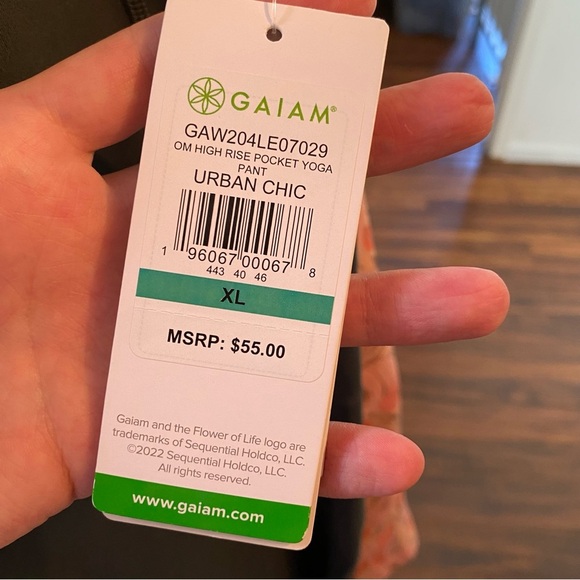 GAIAM®
GAW204LE07029
OM HIGH RISE POCKET YOGA
PANT
URBAN CHIC
1 96067 00067 8
443 40 46
XL
MSRP: $55.00
Gaiam and the Flower of Life logo are
trademarks of Sequential Holdco, LLC.
©2022 Sequential Holdco, LLC.
All rights reserved.
www.gaiam.com